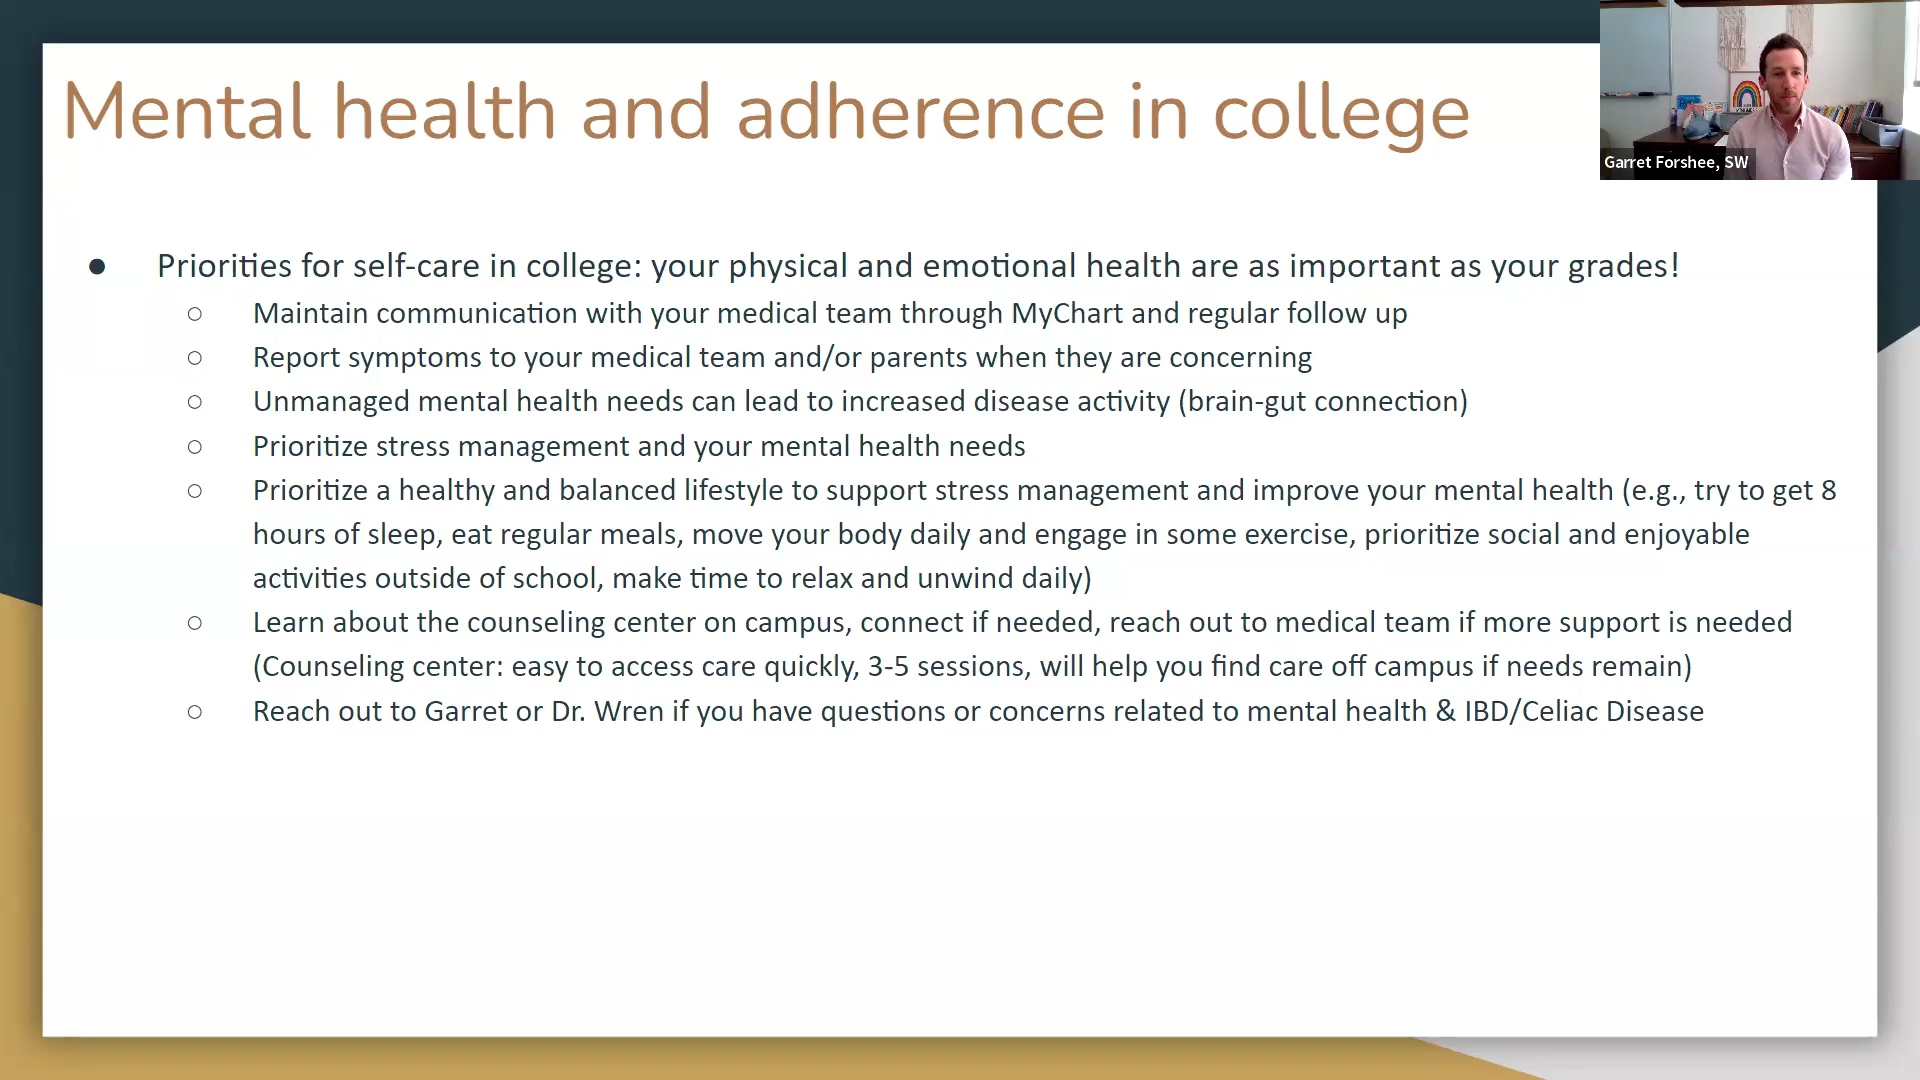 Mental health and adherence in college
Garret Forshee, SW
● Priorities for self-care in college: your physical and emotional health are as important as your grades!
○ Maintain communication with your medical team through MyChart and regular follow up
○ Report symptoms to your medical team and/or parents when they are concerning
○ Unmanaged mental health needs can lead to increased disease activity (brain-gut connection)
○ Prioritize stress management and your mental health needs
○ Prioritize a healthy and balanced lifestyle to support stress management and improve your mental health (e.g., try to get 8
hours of sleep, eat regular meals, move your body daily and engage in some exercise, prioritize social and enjoyable
activities outside of school, make time to relax and unwind daily)
○ Learn about the counseling center on campus, connect if needed, reach out to medical team if more support is needed
(Counseling center: easy to access care quickly, 3-5 sessions, will help you find care off campus if needs remain)
○ Reach out to Garret or Dr. Wren if you have questions or concerns related to mental health & IBD/Celiac Disease